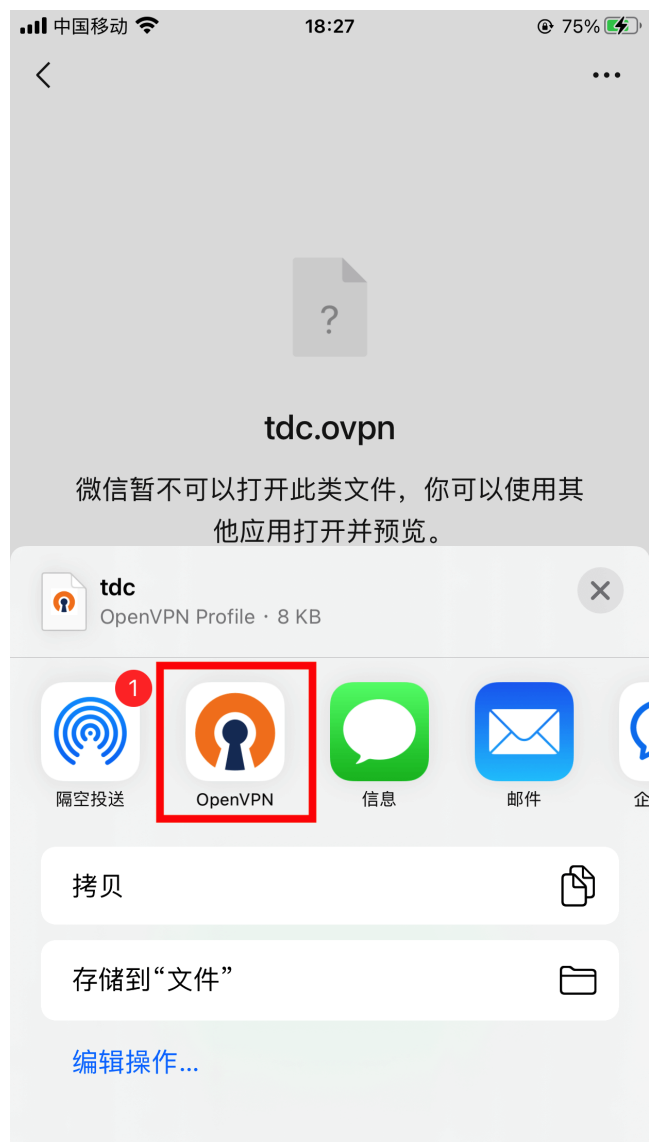 中国移动
18:27
75%
?
tdc.ovpn
微信暂不可以打开此类文件，你可以使用其
他应用打开并预览。
tdc
OpenVPN Profile · 8 KB
1
隔空投送
OpenVPN
信息
邮件
企
拷贝
存储到“文件”
编辑操作...